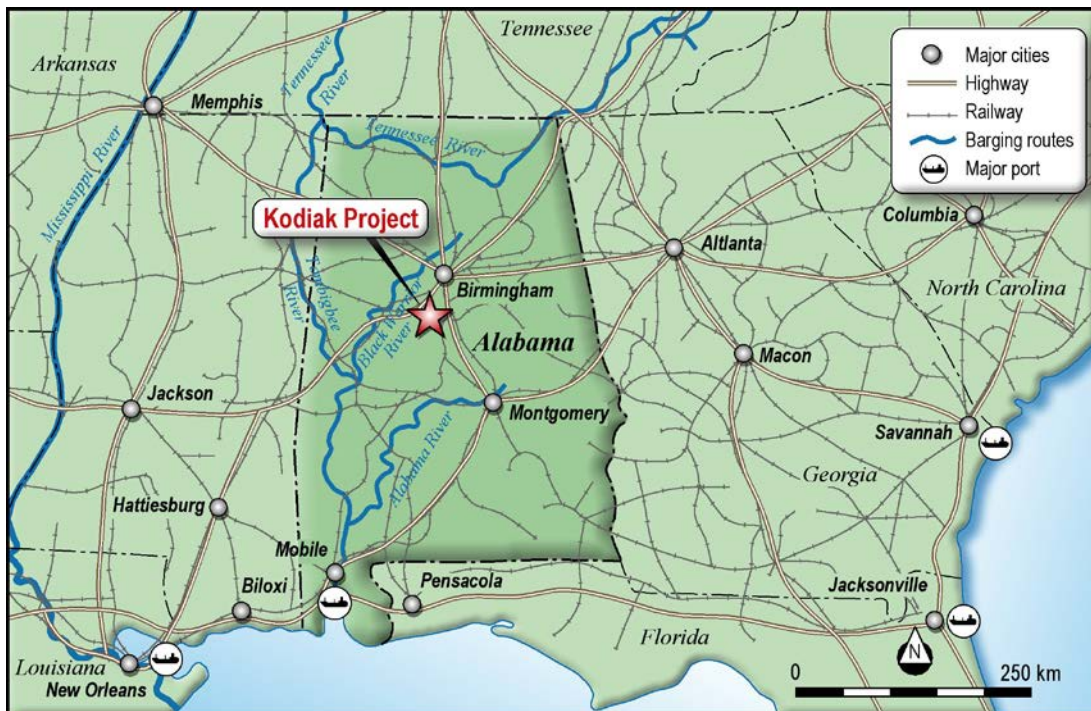 Tennessee
Arkansas
Memphis
Tennessee
River
Tennessee River
Mississippi River
Kodiak Project
Tombigbee
River
Black Warrior
River
Birmingham
Alabama
Altlanta
Columbia
North Carolina
Macon
Jackson
Montgomery
Alabama River
Savannah
Georgia
Hattiesburg
Mobile
Biloxi
Pensacola
Jacksonville
Florida
Louisiana
New Orleans
Major cities
Highway
Railway
Barging routes
Major port
N
0 250 km